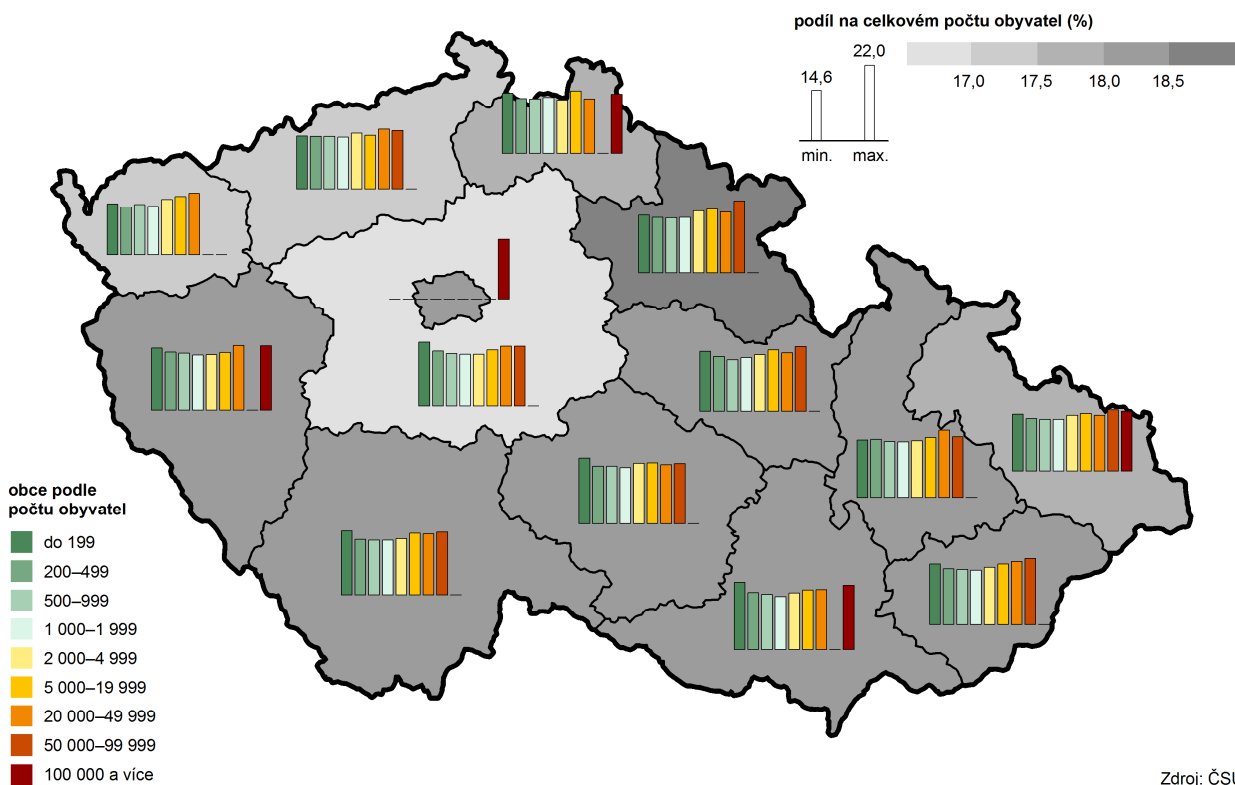 podíl na celkovém počtu obyvatel (%)
22,0
14,6
17,0 17,5 18,0 18,5
min. max.
obce podle
počtu obyvatel
do 199
200–499
500–999
1 000–1 999
2 000–4 999
5 000–19 999
20 000–49 999
50 000–99 999
100 000 a více
Zdroj: ČSÚ